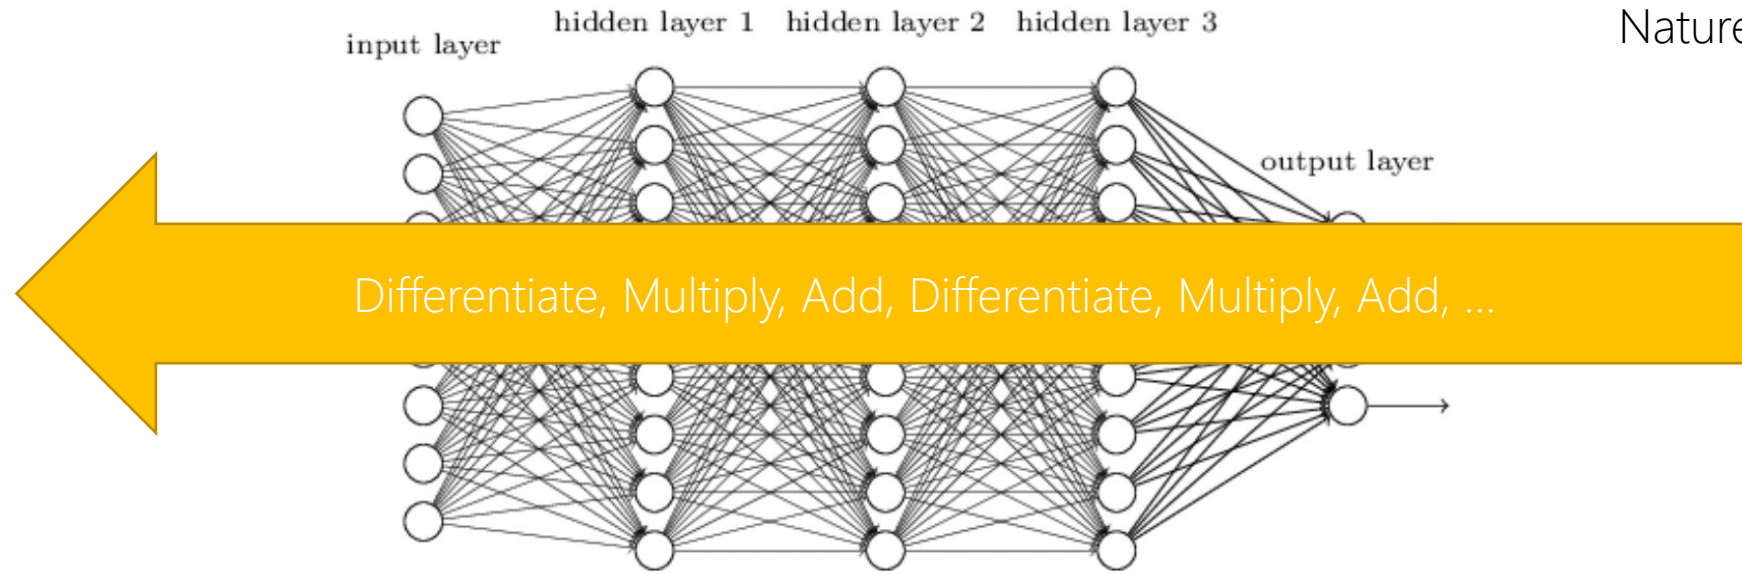 input layer
hidden layer 1
hidden layer 2
hidden layer 3
Nature
output layer
Differentiate, Multiply, Add, Differentiate, Multiply, Add, ...